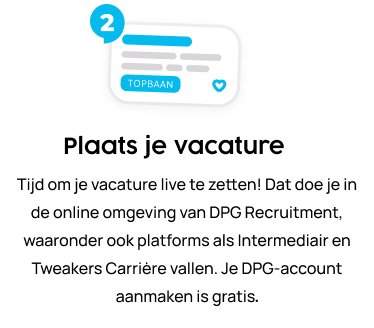 2
TOPBAAN
Plaats je vacature
Tijd om je vacature live te zetten! Dat doe je in
de online omgeving van DPG Recruitment,
waaronder ook platforms als Intermediair en
Tweakers Carrière vallen. Je DPG-account
aanmaken is gratis.